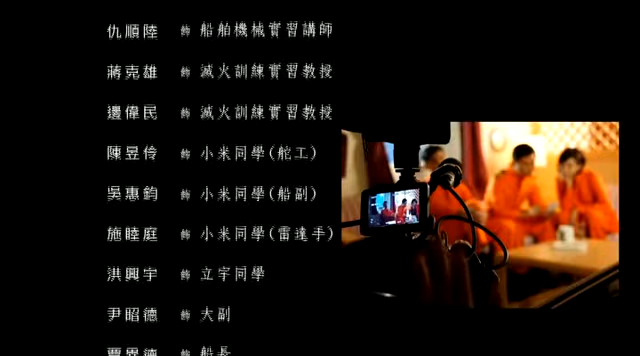 仇順陸 飾 船舶機械實習講師
蔣克雄 飾 滅火訓練實習教授
邊偉民 飾 滅火訓練實習教授
陳昱伶 飾 小米同學(舵工)
吳惠鈞 飾 小米同學(船副)
施睦庭 飾 小米同學(雷達手)
洪興宇 飾 立宇同學
尹昭德 飾 大副
飾 船長